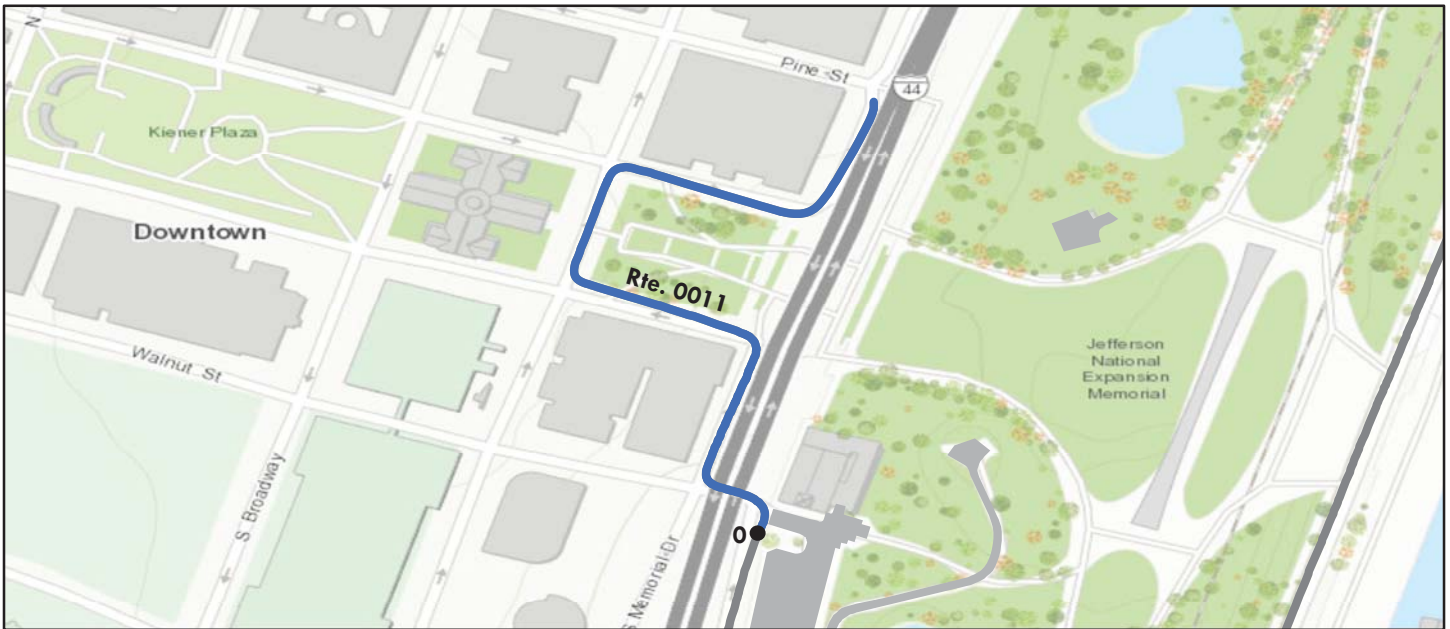 N
Pine St
44
Kiener Plaza
Downtown
Rte. 0011
Jefferson
National
Expansion
Memorial
Walnut St
S Broadway
0
S Memorial Dr